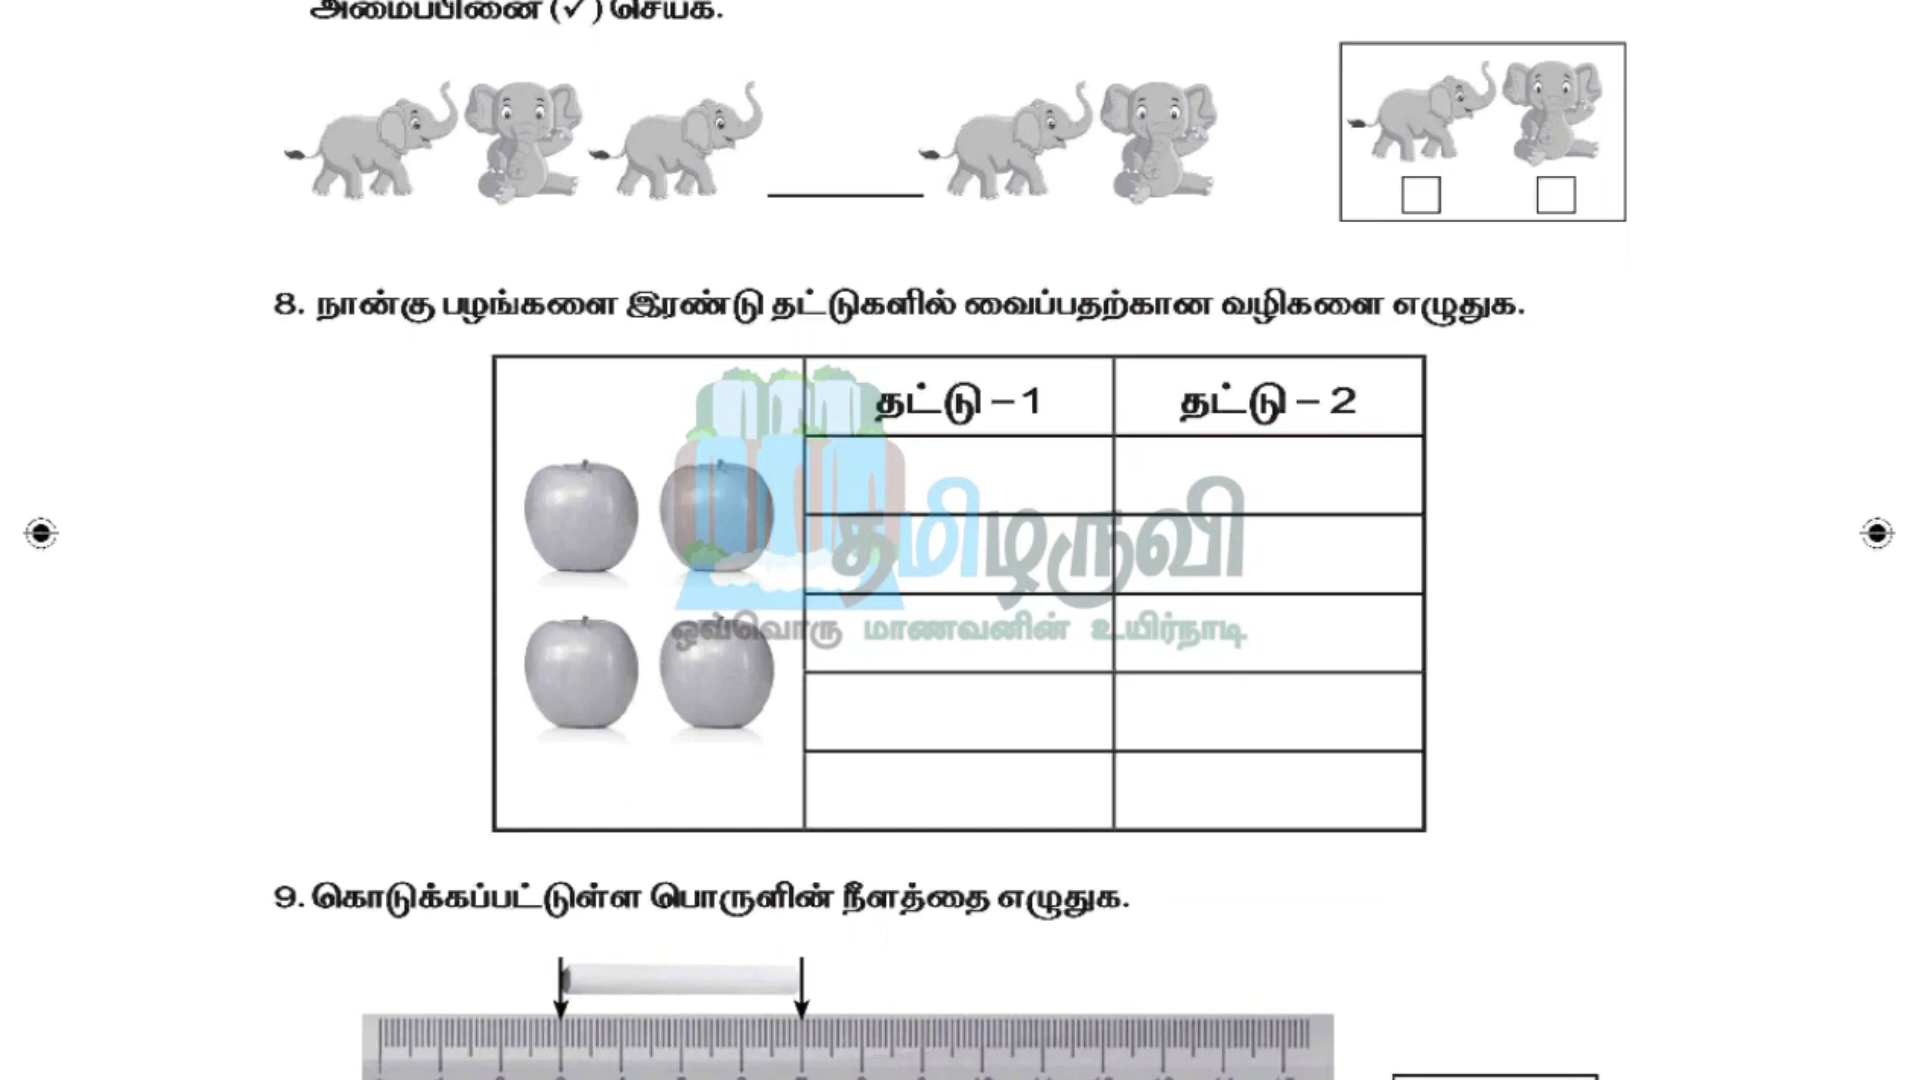 அமைப்பினை (✓) செய்க.
8. நான்கு பழங்களை இரண்டு தட்டுகளில் வைப்பதற்கான வழிகளை எழுதுக.
தட்டு – 1
தட்டு – 2
தமிழருவி
ஒவ்வொரு மாணவனின் உயிர்நாடி
9. கொடுக்கப்பட்டுள்ள பொருளின் நீளத்தை எழுதுக.